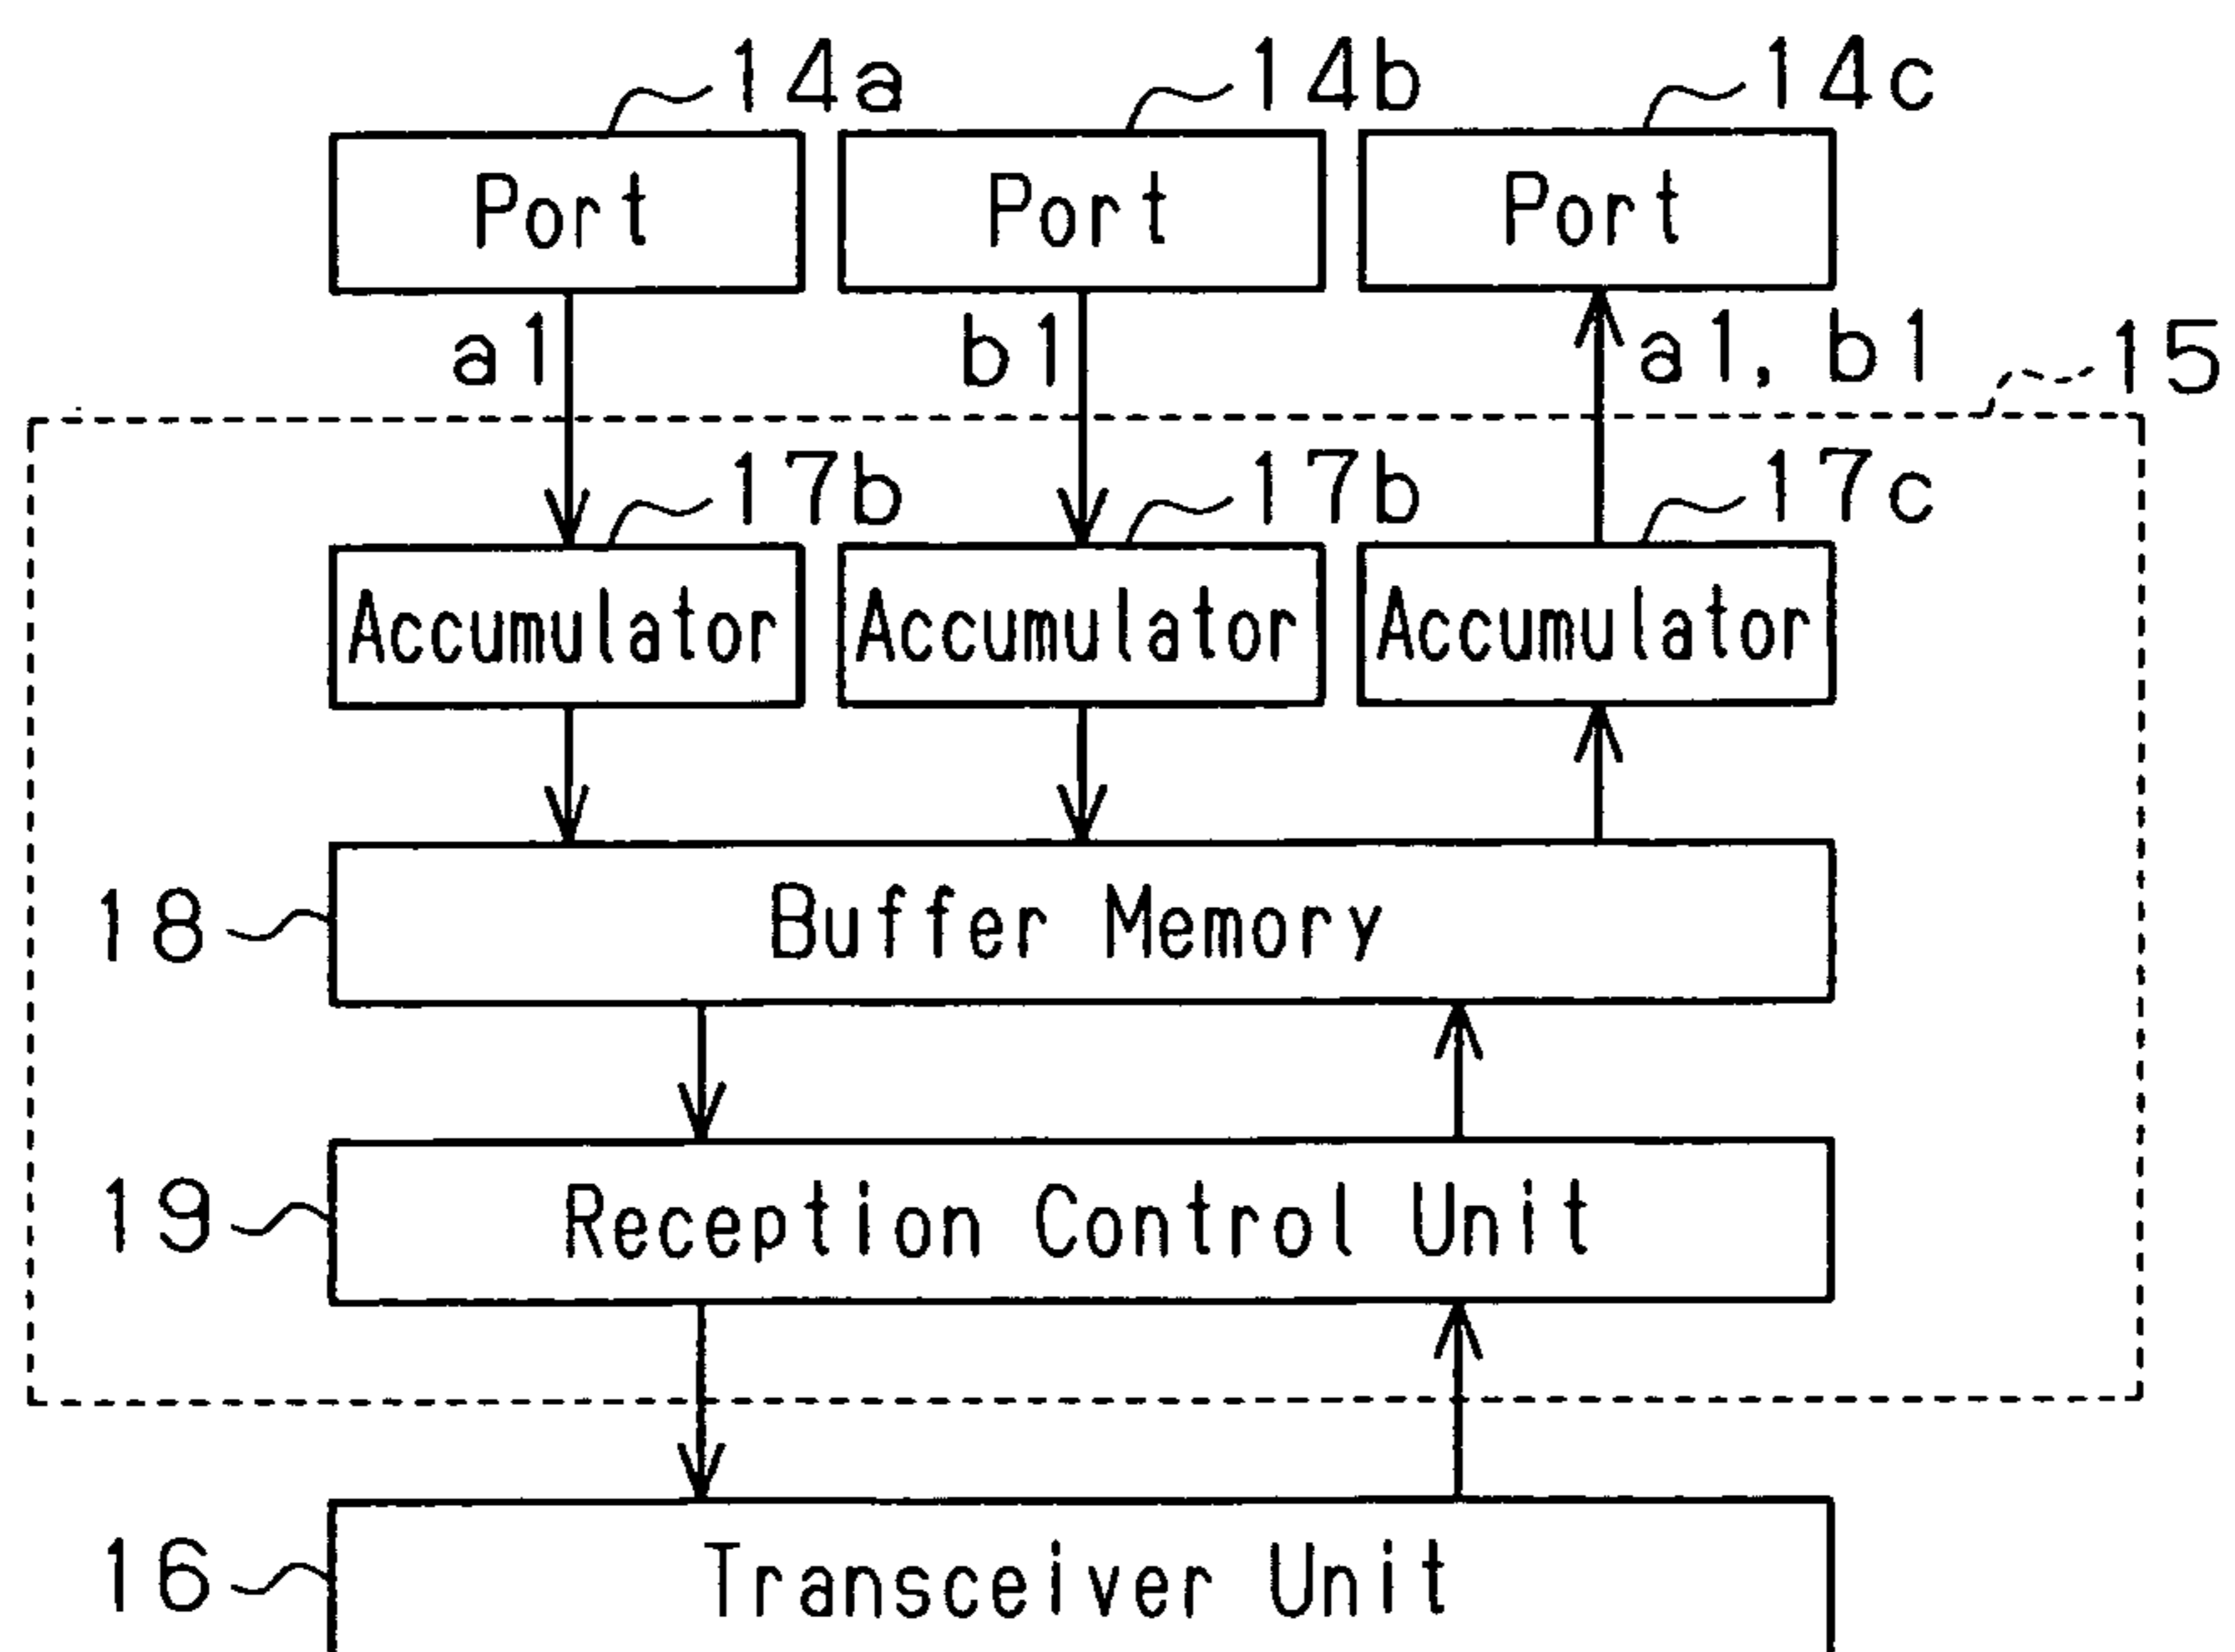 14a 14b 14c
Port Port Port
a1 b1 a1, b1 15
17b 17b 17c
Accumulator Accumulator Accumulator
18 Buffer Memory
19 Reception Control Unit
16 Transceiver Unit